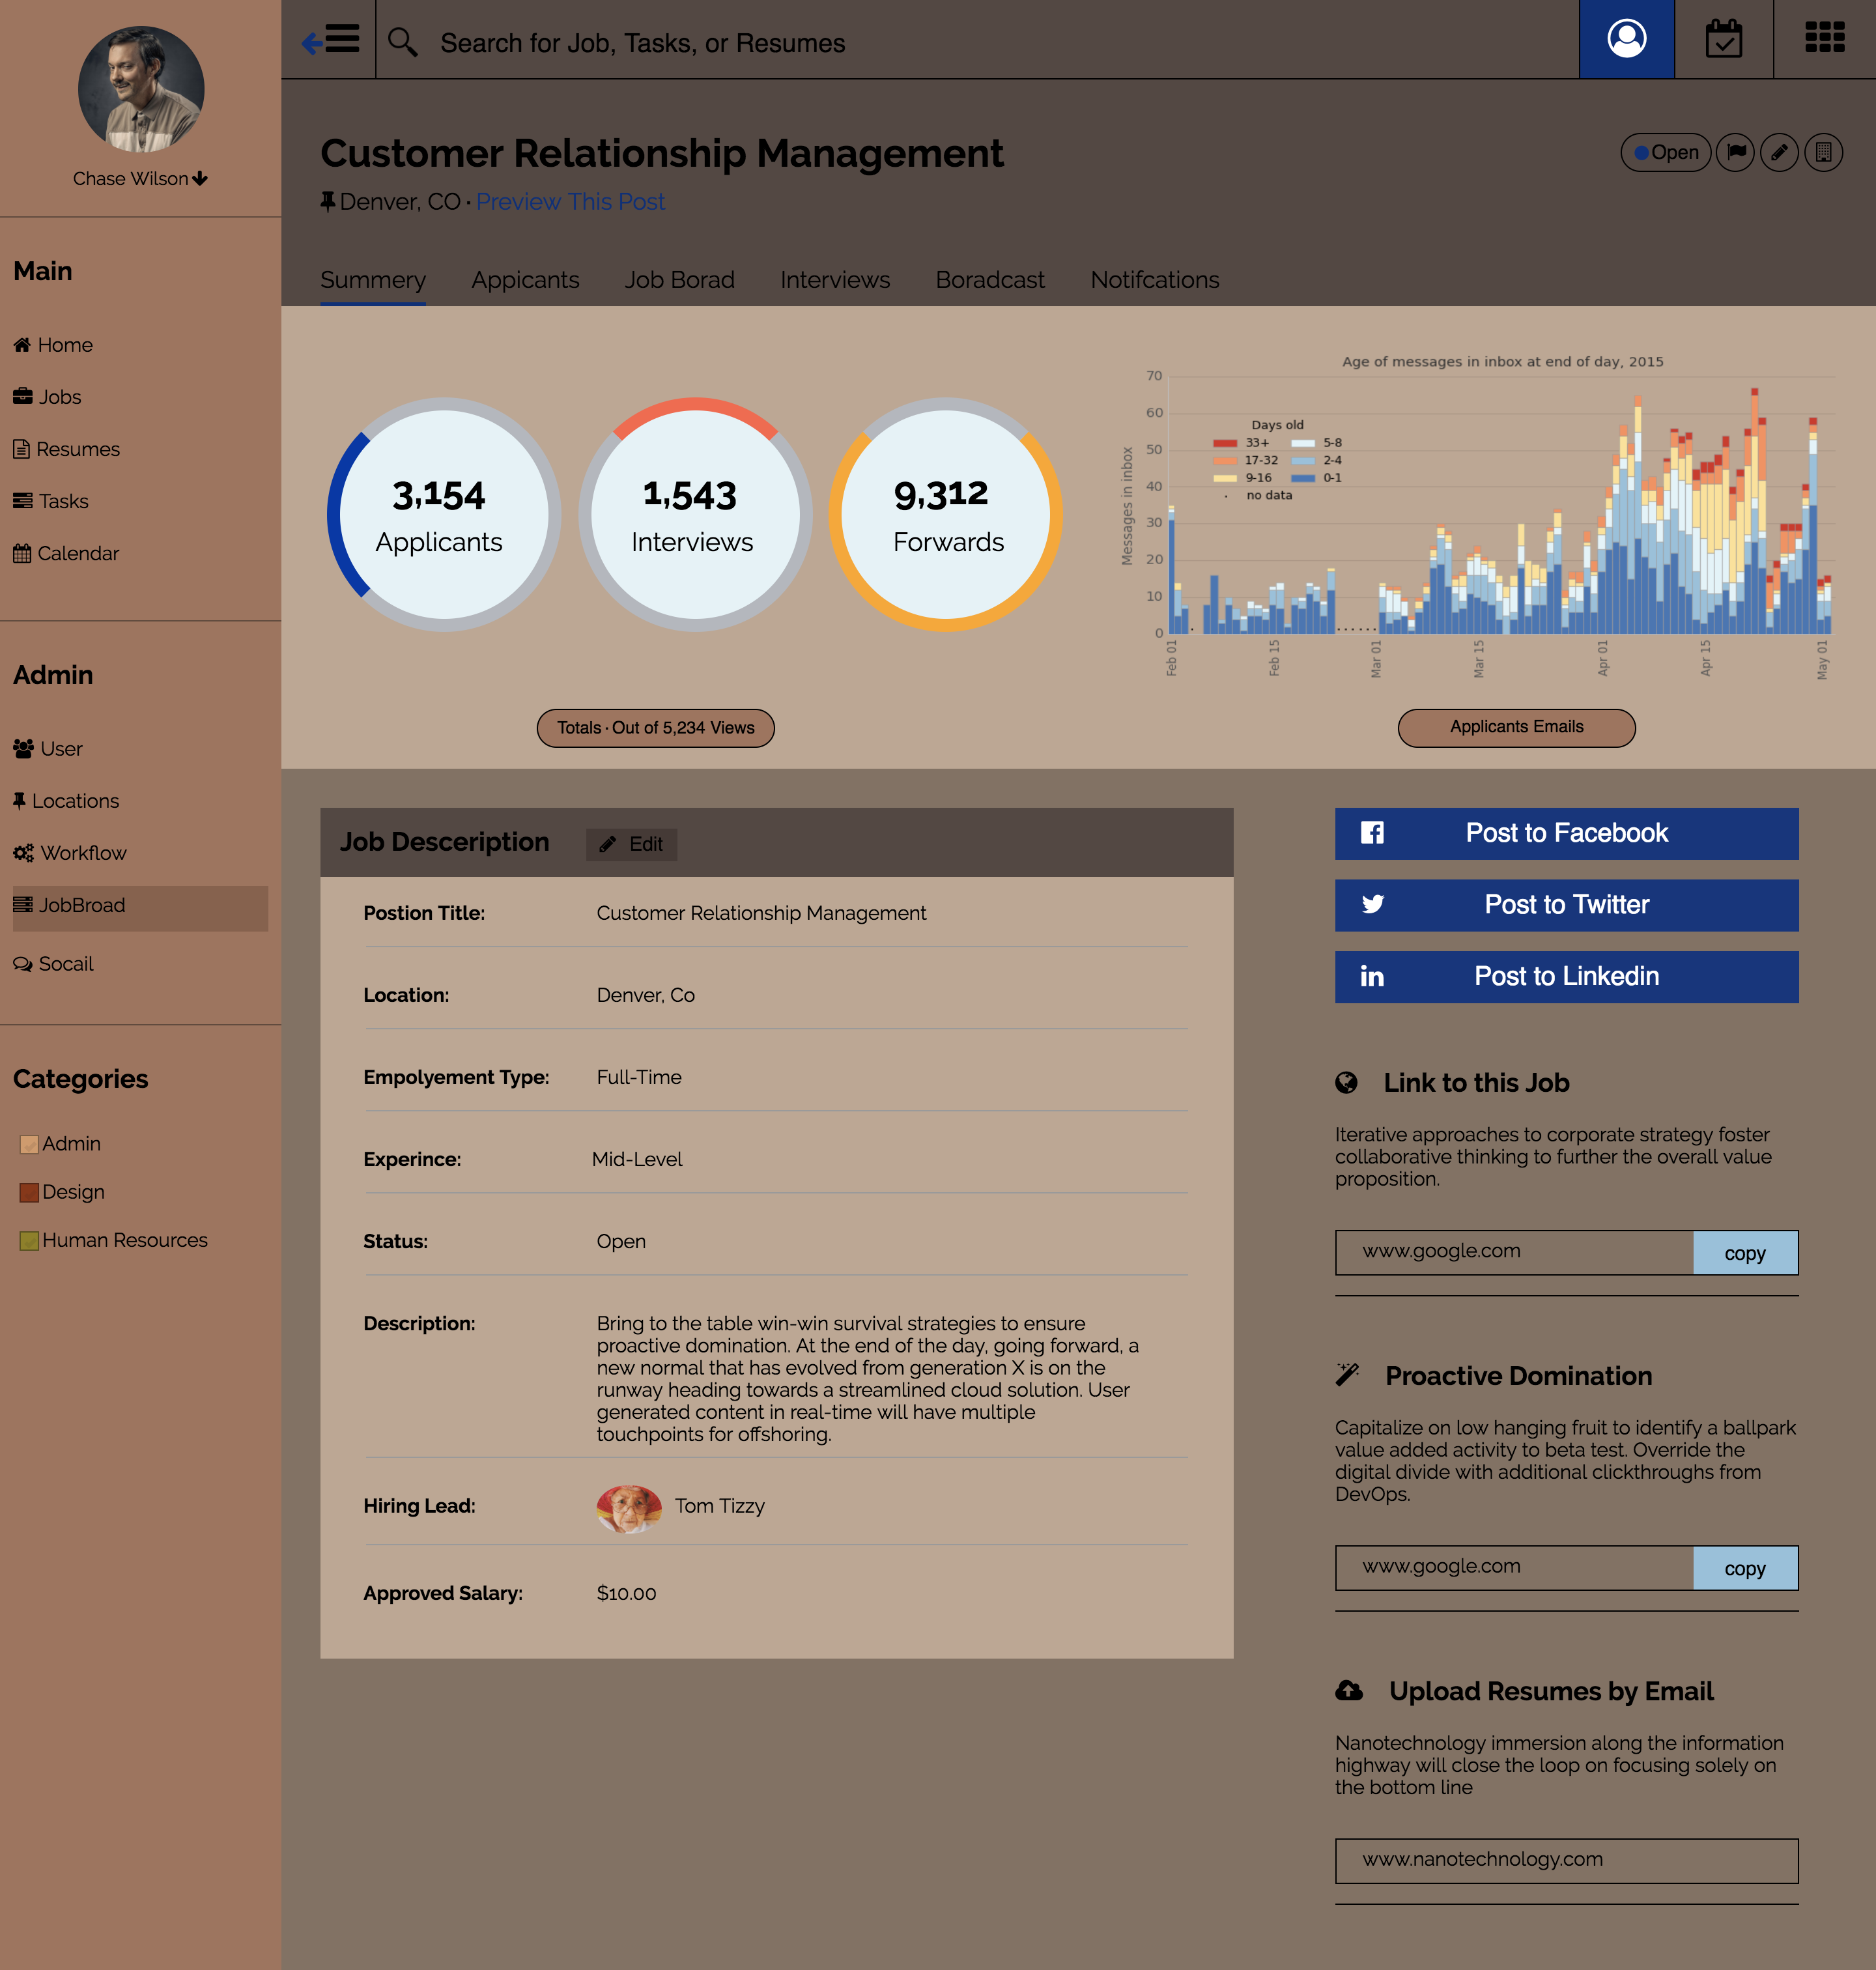 Chase Wilson
Main
Home
Jobs
Resumes
Tasks
Calendar
Admin
User
Locations
Workflow
JobBroad
Socail
Categories
Admin
Design
Human Resources
Search for Job, Tasks, or Resumes
Customer Relationship Management
Open
Denver, CO · Preview This Post
Summery Appicants Job Borad Interviews Boradcast Notifcations
3,154
Applicants
1,543
Interviews
9,312
Forwards
Totals · Out of 5,234 Views
Age of messages in inbox at end of day, 2015
Messages in inbox
70
60
50
40
30
20
10
0
Days old
33+ 5-8
17-32 2-4
9-16 0-1
no data
Feb 01 Feb 15 Mar 01 Mar 15 Apr 01 Apr 15 May 01
Applicants Emails
Job Desceription Edit
Postion Title: Customer Relationship Management
Location: Denver, Co
Empolyement Type: Full-Time
Experince: Mid-Level
Status: Open
Description: Bring to the table win-win survival strategies to ensure
proactive domination. At the end of the day, going forward, a
new normal that has evolved from generation X is on the
runway heading towards a streamlined cloud solution. User
generated content in real-time will have multiple
touchpoints for offshoring.
Hiring Lead: Tom Tizzy
Approved Salary: $10.00
Post to Facebook
Post to Twitter
Post to Linkedin
Link to this Job
Iterative approaches to corporate strategy foster
collaborative thinking to further the overall value
proposition.
www.google.com copy
Proactive Domination
Capitalize on low hanging fruit to identify a ballpark
value added activity to beta test. Override the
digital divide with additional clickthroughs from
DevOps.
www.google.com copy
Upload Resumes by Email
Nanotechnology immersion along the information
highway will close the loop on focusing solely on
the bottom line
www.nanotechnology.com